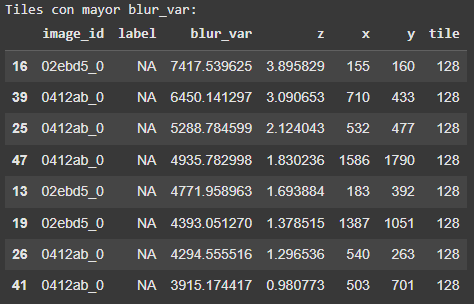 Tiles con mayor blur_var:
image_id label blur_var z x y tile
16 02ebd5_0 NA 7417.539625 3.895829 155 160 128
39 0412ab_0 NA 6450.141297 3.090653 710 433 128
25 0412ab_0 NA 5288.784599 2.124043 532 477 128
47 0412ab_0 NA 4935.782998 1.830236 1586 1790 128
13 02ebd5_0 NA 4771.958963 1.693884 183 392 128
19 02ebd5_0 NA 4393.051270 1.378515 1387 1051 128
26 0412ab_0 NA 4294.555516 1.296536 540 263 128
41 0412ab_0 NA 3915.174417 0.980773 503 701 128